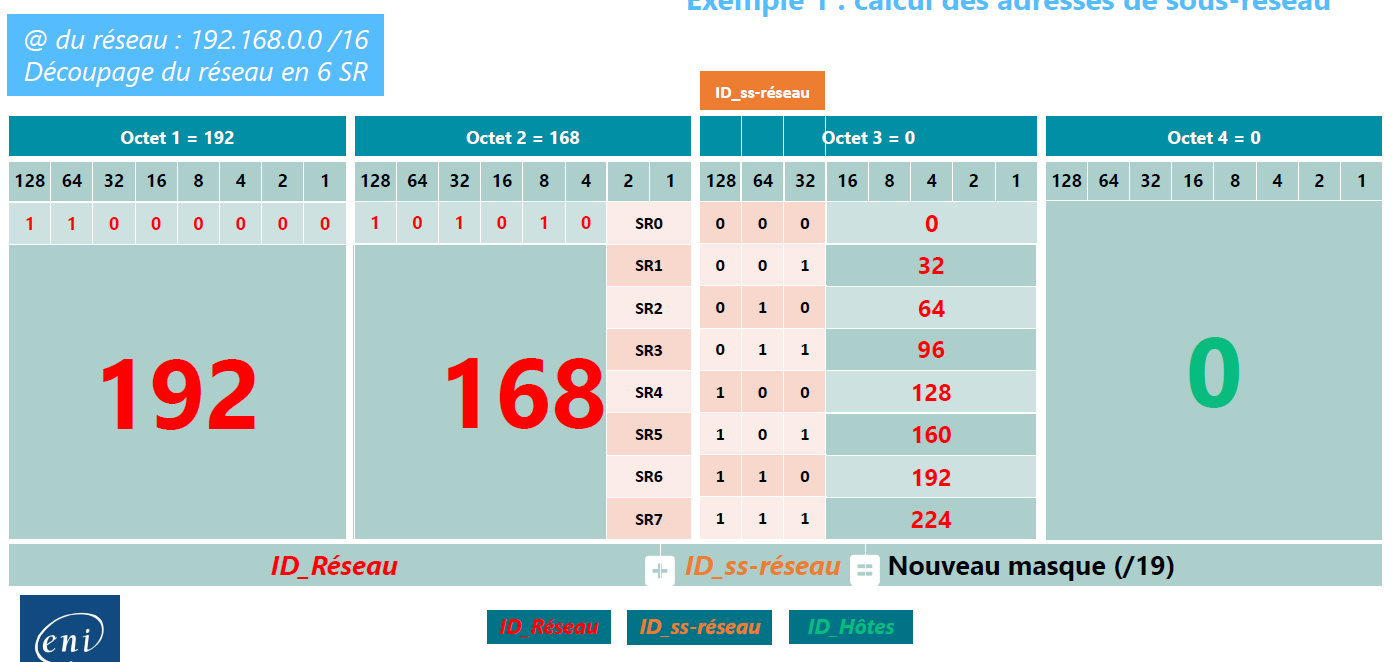 Exemple 1 : calcul des adresses de sous-réseau
@ du réseau : 192.168.0.0 /16
Découpage du réseau en 6 SR
ID_ss-réseau
Octet 1 = 192 Octet 2 = 168 Octet 3 = 0 Octet 4 = 0
128 64 32 16 8 4 2 1 128 64 32 16 8 4 2 1 128 64 32 16 8 4 2 1 128 64 32 16 8 4 2 1
1 1 0 0 0 0 0 0 1 0 1 0 1 0 SR0 0 0 0 0
SR1 0 0 1 32
SR2 0 1 0 64
SR3 0 1 1 96
192 168 SR4 1 0 0 128 0
SR5 1 0 1 160
SR6 1 1 0 192
SR7 1 1 1 224
ID_Réseau + ID_ss-réseau = Nouveau masque (/19)
eni
ID_Réseau ID_ss-réseau ID_Hôtes